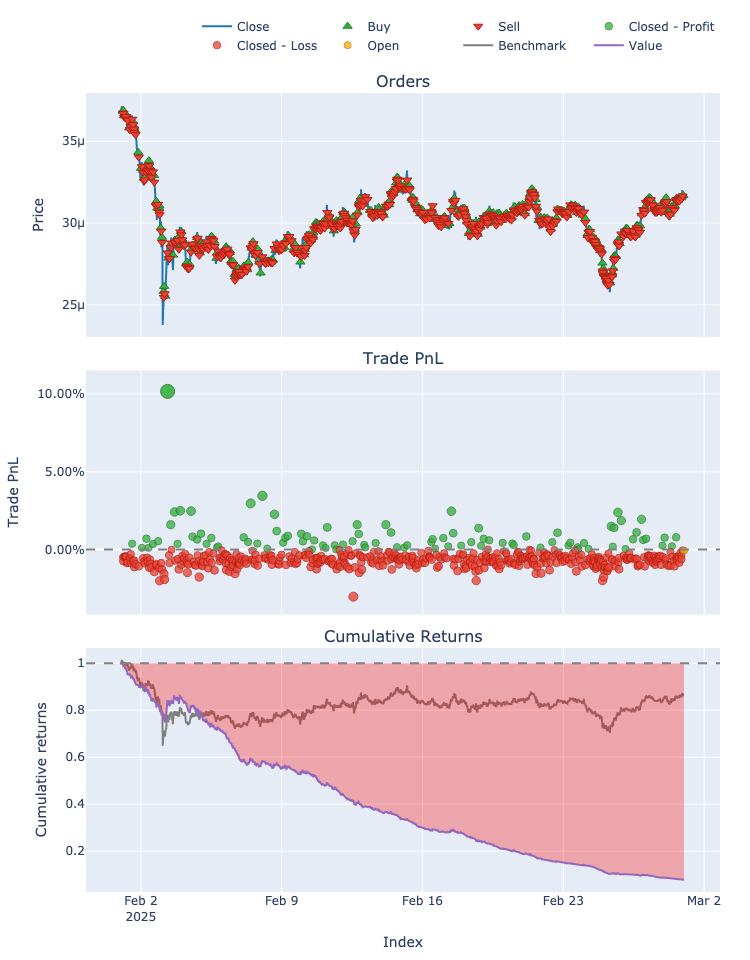 Close Buy Sell Closed - Profit
Closed - Loss Open Benchmark Value
Orders
35μ
30μ
25μ
Price
Trade PnL
10.00%
5.00%
0.00%
Trade PnL
Cumulative Returns
1
0.8
0.6
0.4
0.2
Cumulative returns
Feb 2 Feb 9 Feb 16 Feb 23 Mar 2
2025
Index